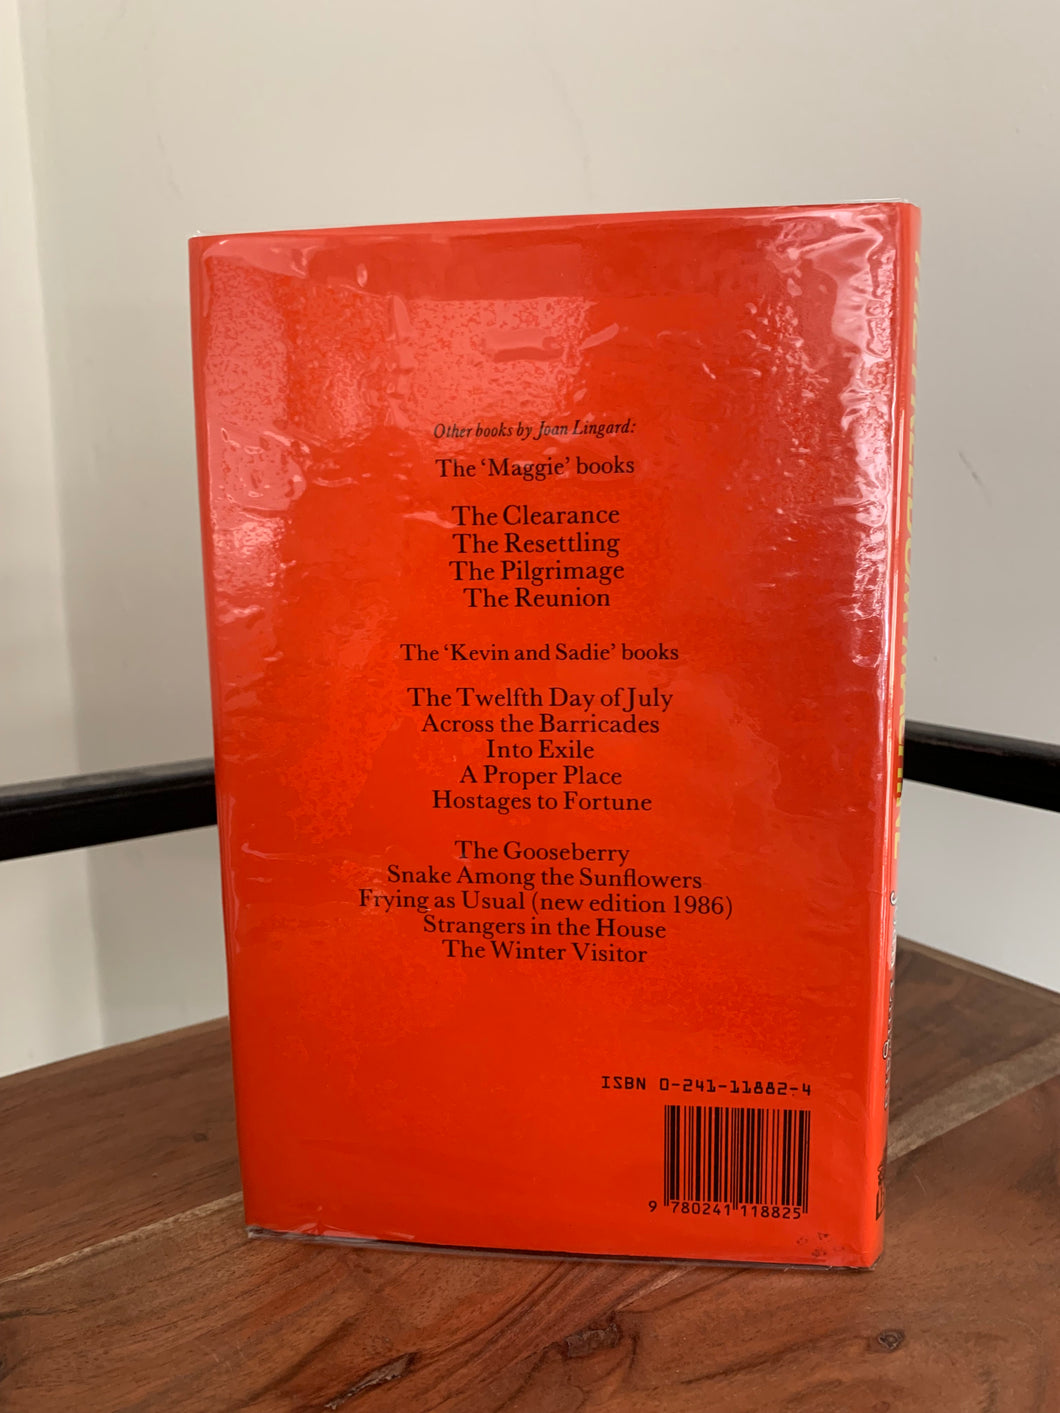 Other books by Joan Lingard:
The ‘Maggie’ books
The Clearance
The Resettling
The Pilgrimage
The Reunion
The ‘Kevin and Sadie’ books
The Twelfth Day of July
Across the Barricades
Into Exile
A Proper Place
Hostages to Fortune
The Gooseberry
Snake Among the Sunflowers
Frying as Usual (new edition 1986)
Strangers in the House
The Winter Visitor
ISBN 0-241-11882-4
9 780241 118825